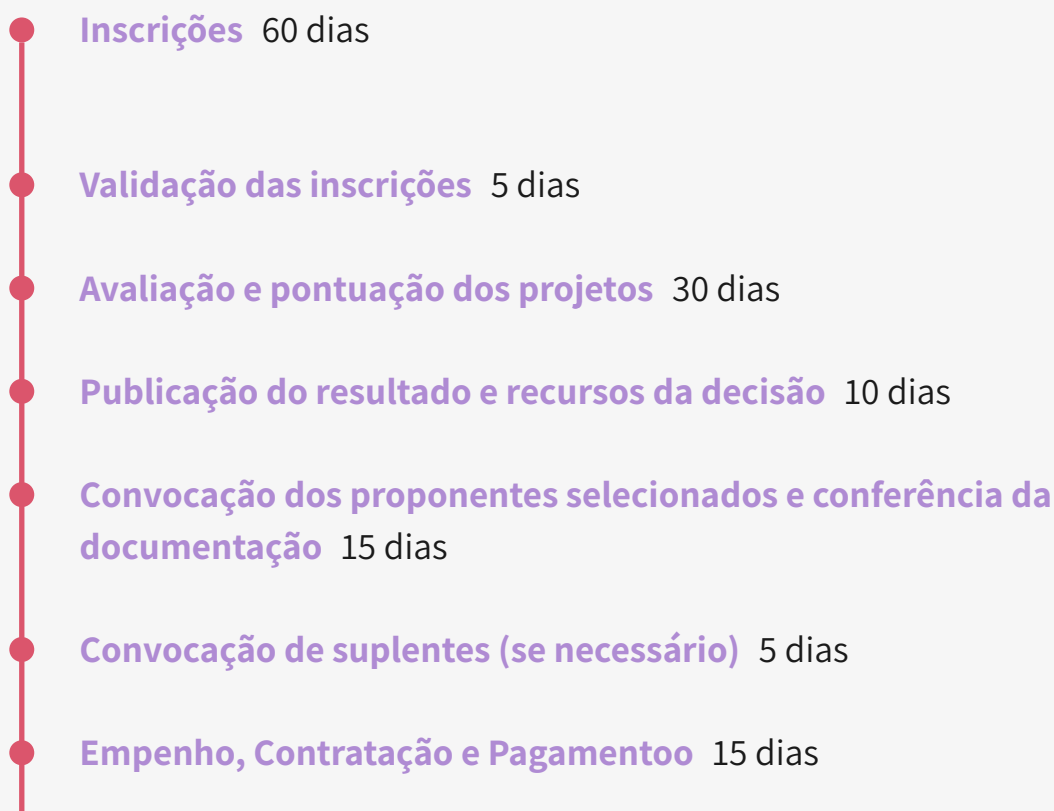 Inscrições 60 dias
Validação das inscrições 5 dias
Avaliação e pontuação dos projetos 30 dias
Publicação do resultado e recursos da decisão 10 dias
Convocação dos proponentes selecionados e conferência da
documentação 15 dias
Convocação de suplentes (se necessário) 5 dias
Empenho, Contratação e Pagamentoo 15 dias